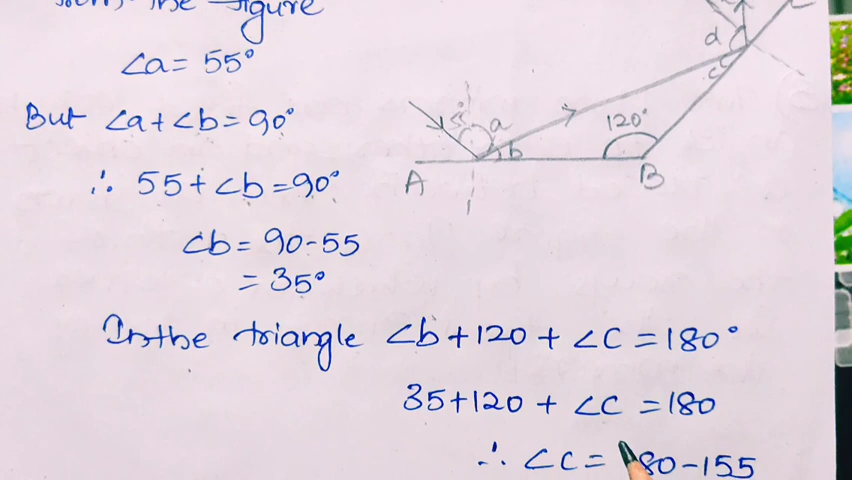 the figure
∠a = 55°
But ∠a+∠b = 90°
∴ 55+∠b = 90°
∠b = 90-55
= 35°
In the triangle ∠b+120+∠C = 180°
35+120+∠C = 180
∴ ∠C = 80-155
d
c
a
120°
b
A
B